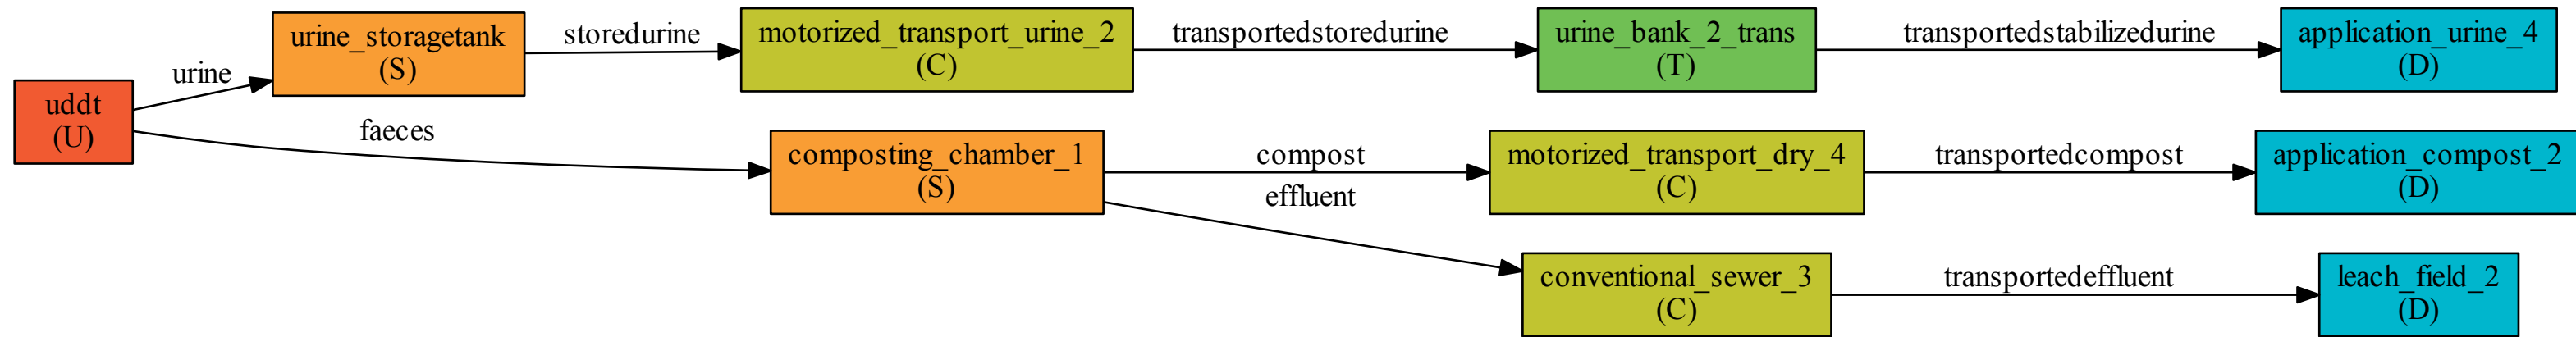 uddt
(U)
urine
faeces
urine_storagetank
(S)
storedurine
motorized_transport_urine_2
(C)
transportedstoredurine
urine_bank_2_trans
(T)
transportedstabilizedurine
application_urine_4
(D)
composting_chamber_1
(S)
compost
effluent
motorized_transport_dry_4
(C)
transportedcompost
application_compost_2
(D)
conventional_sewer_3
(C)
transportedeffluent
leach_field_2
(D)